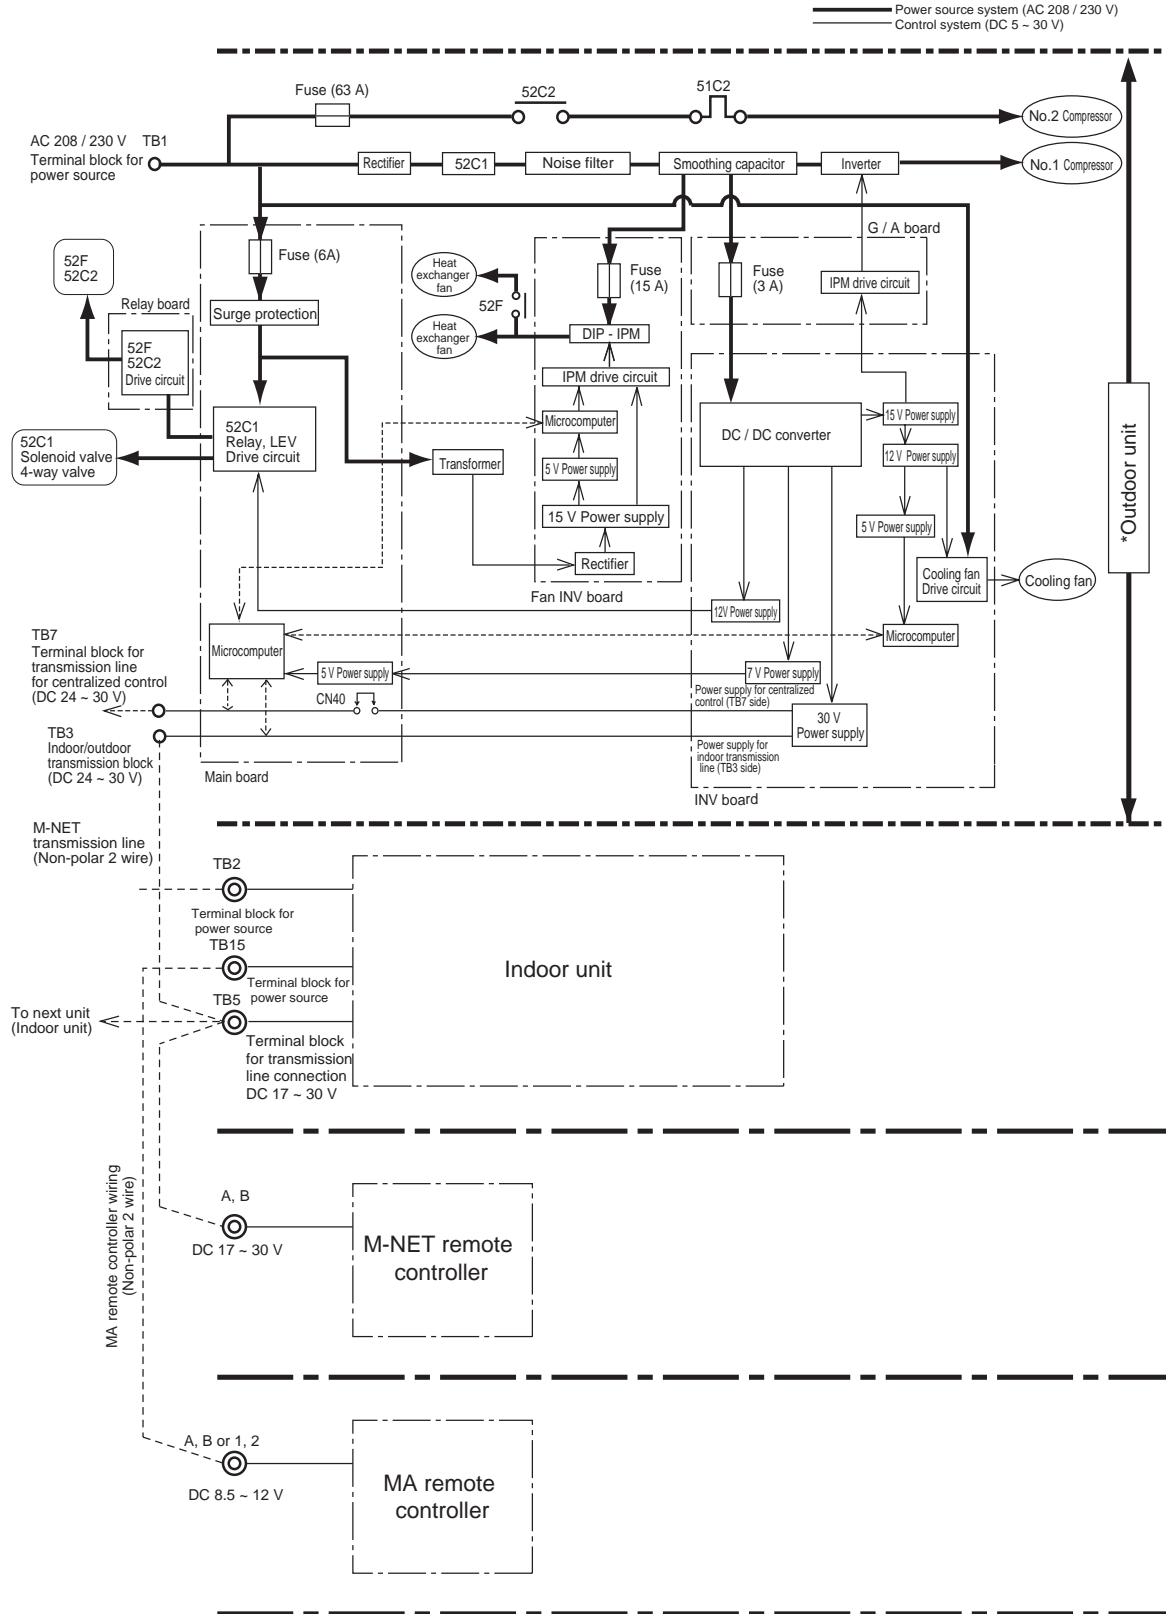 Power source system (AC 208 / 230 V)
Control system (DC 5 ~ 30 V)
Fuse (63 A)
52C2
51C2
No.2 Compressor
AC 208 / 230 V TB1
Terminal block for
power source
Rectifier
52C1
Noise filter
Smoothing capacitor
Inverter
No.1 Compressor
G / A board
52F
52C2
Fuse (6A)
Heat
exchanger
fan
Fuse
(15 A)
Fuse
(3 A)
IPM drive circuit
Relay board
Surge protection
52F
Heat
exchanger
fan
DIP - IPM
52F
52C2
Drive circuit
IPM drive circuit
52C1
Relay, LEV
Drive circuit
Microcomputer
DC / DC converter
15 V Power supply
12 V Power supply
52C1
Solenoid valve
4-way valve
Transformer
5 V Power supply
15 V Power supply
5 V Power supply
*Outdoor unit
Rectifier
Cooling fan
Drive circuit
Cooling fan
Fan INV board
12V Power supply
TB7
Terminal block for
transmission line
for centralized control
(DC 24 ~ 30 V)
Microcomputer
Microcomputer
5 V Power supply
7 V Power supply
CN40
Power supply for centralized
control (TB7 side)
30 V
Power supply
TB3
Indoor/outdoor
transmission block
(DC 24 ~ 30 V)
Power supply for
indoor transmission
line (TB3 side)
Main board
INV board
M-NET
transmission line
(Non-polar 2 wire)
TB2
Terminal block for
power source
TB15
Terminal block for
power source
Indoor unit
TB5
To next unit
(Indoor unit)
Terminal block
for transmission
line connection
DC 17 ~ 30 V
MA remote controller wiring
(Non-polar 2 wire)
A, B
DC 17 ~ 30 V
M-NET remote
controller
A, B or 1, 2
DC 8.5 ~ 12 V
MA remote
controller